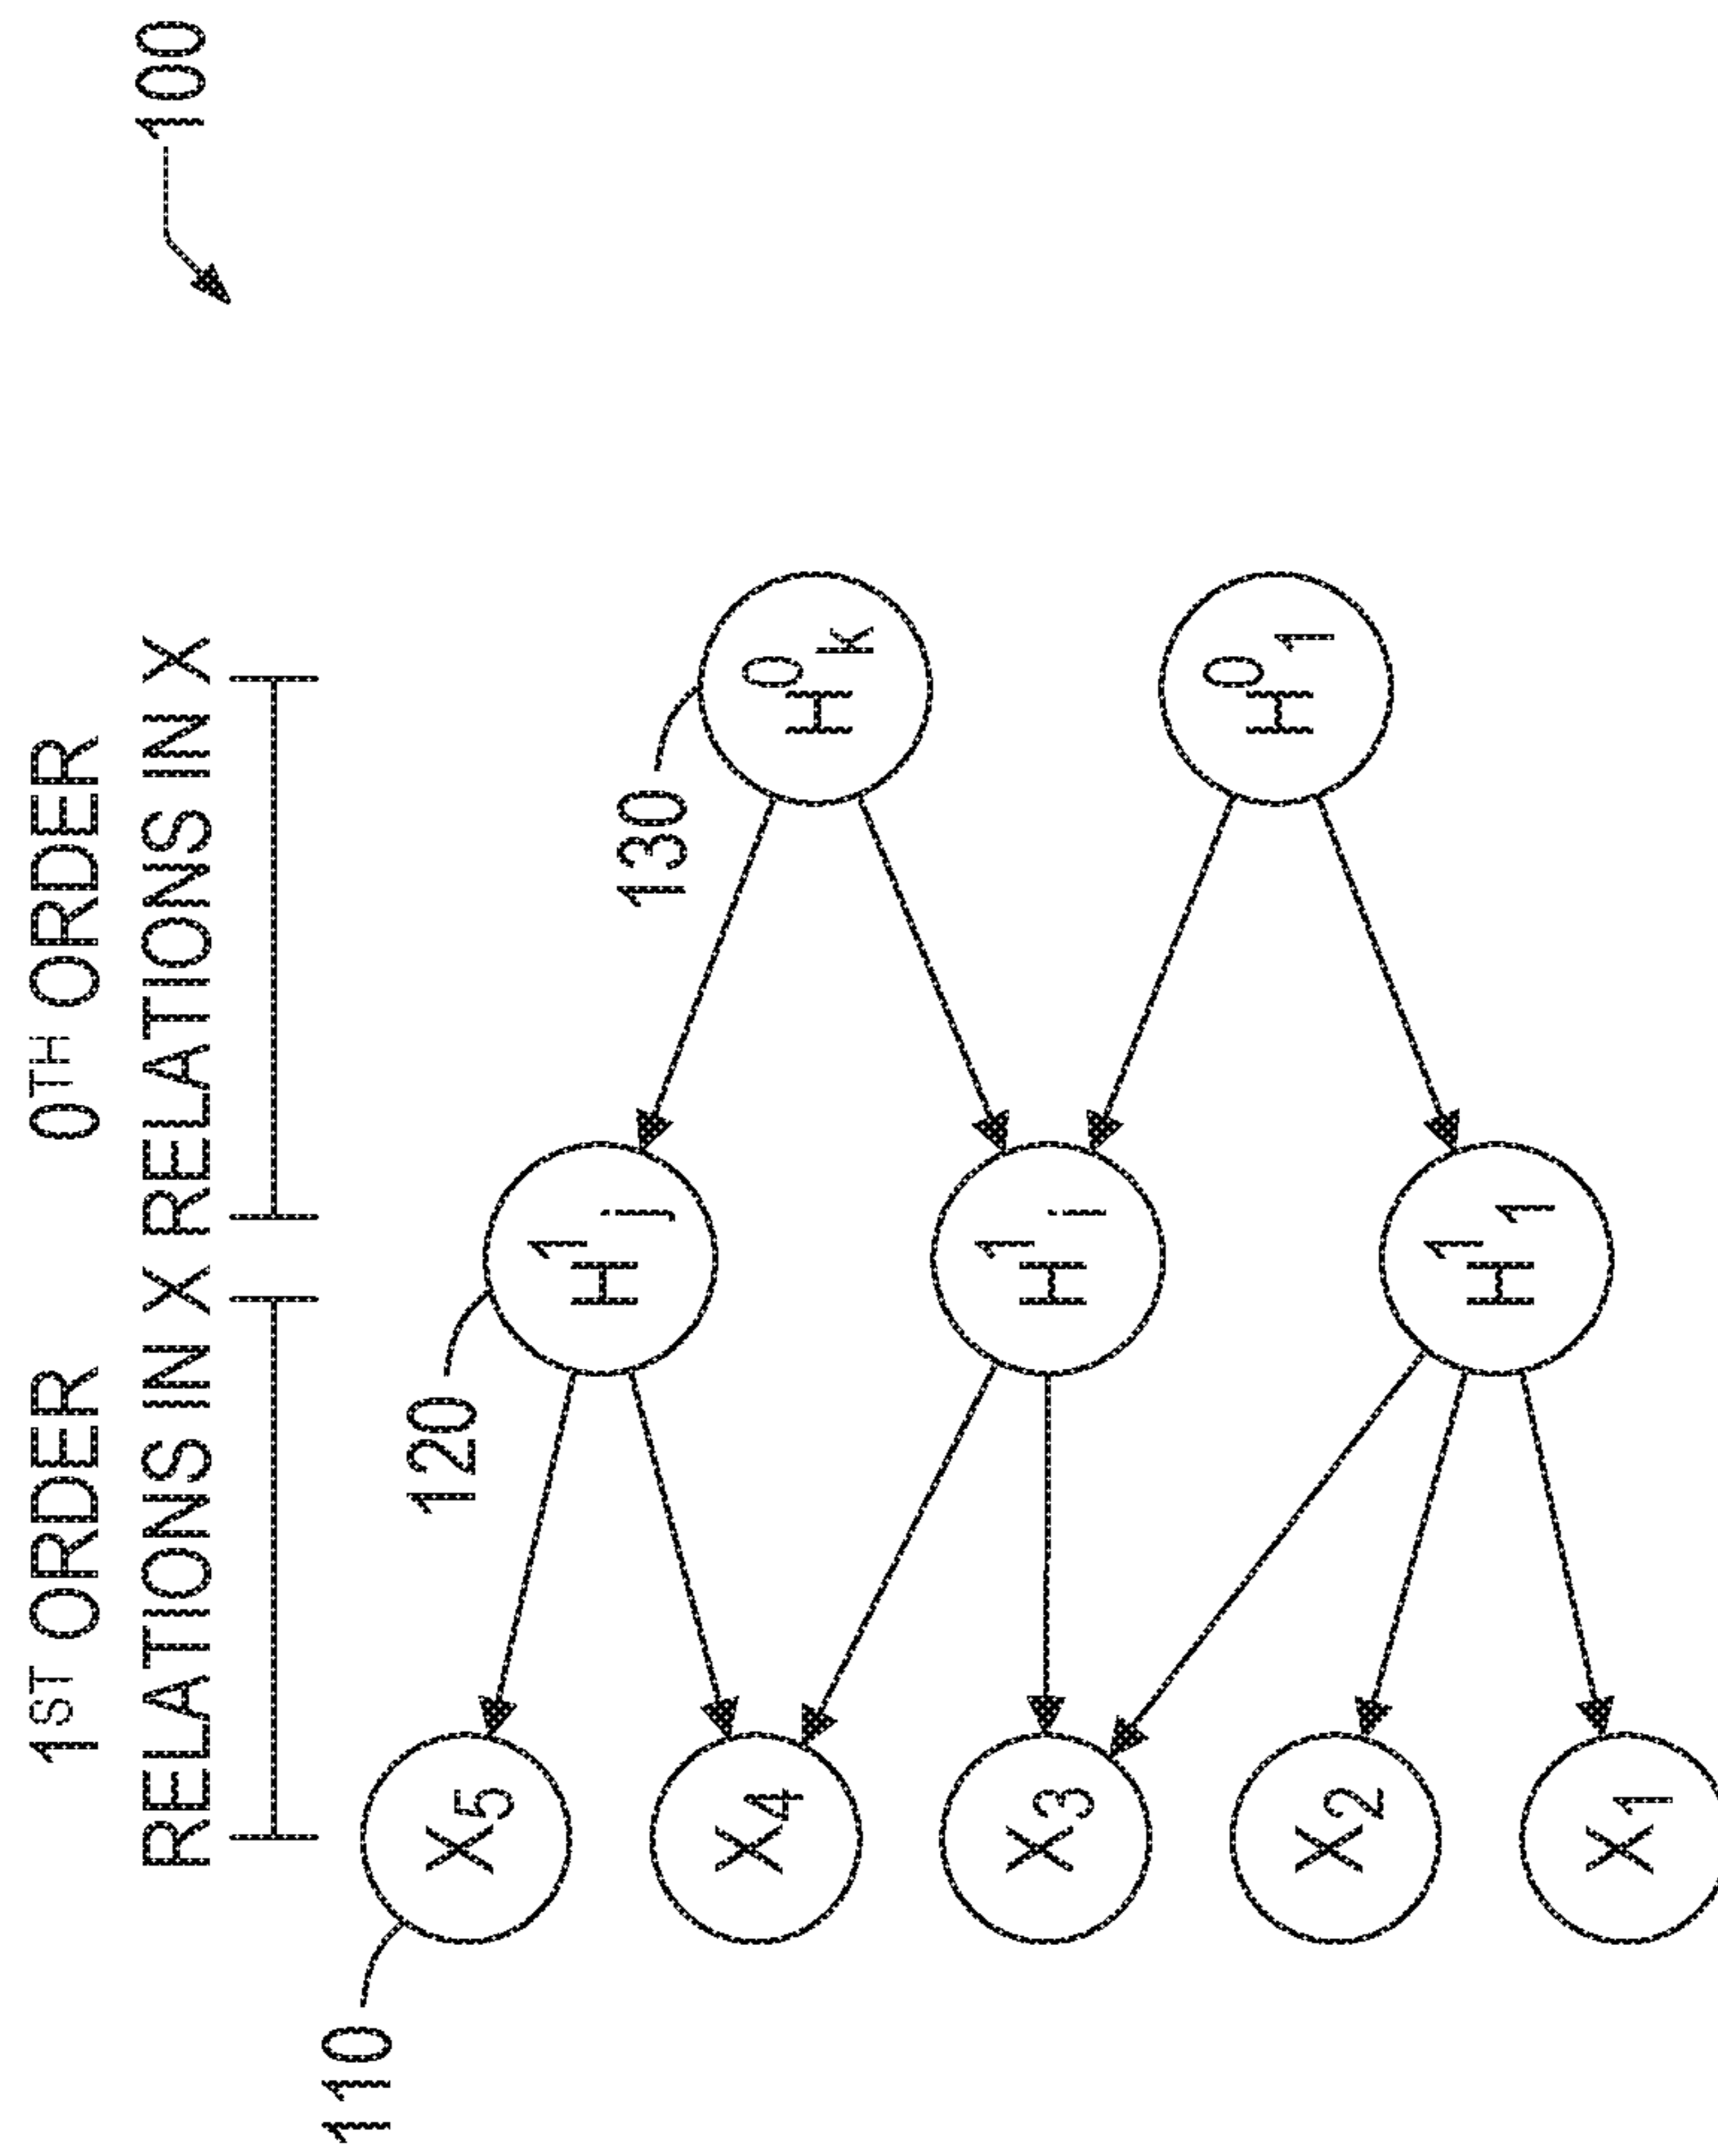 1ST ORDER 0TH ORDER
RELATIONS IN X RELATIONS IN X
100
110
120
130
X5
H1j
X4
H0k
X3
H1i
H01
X2
H11
X1